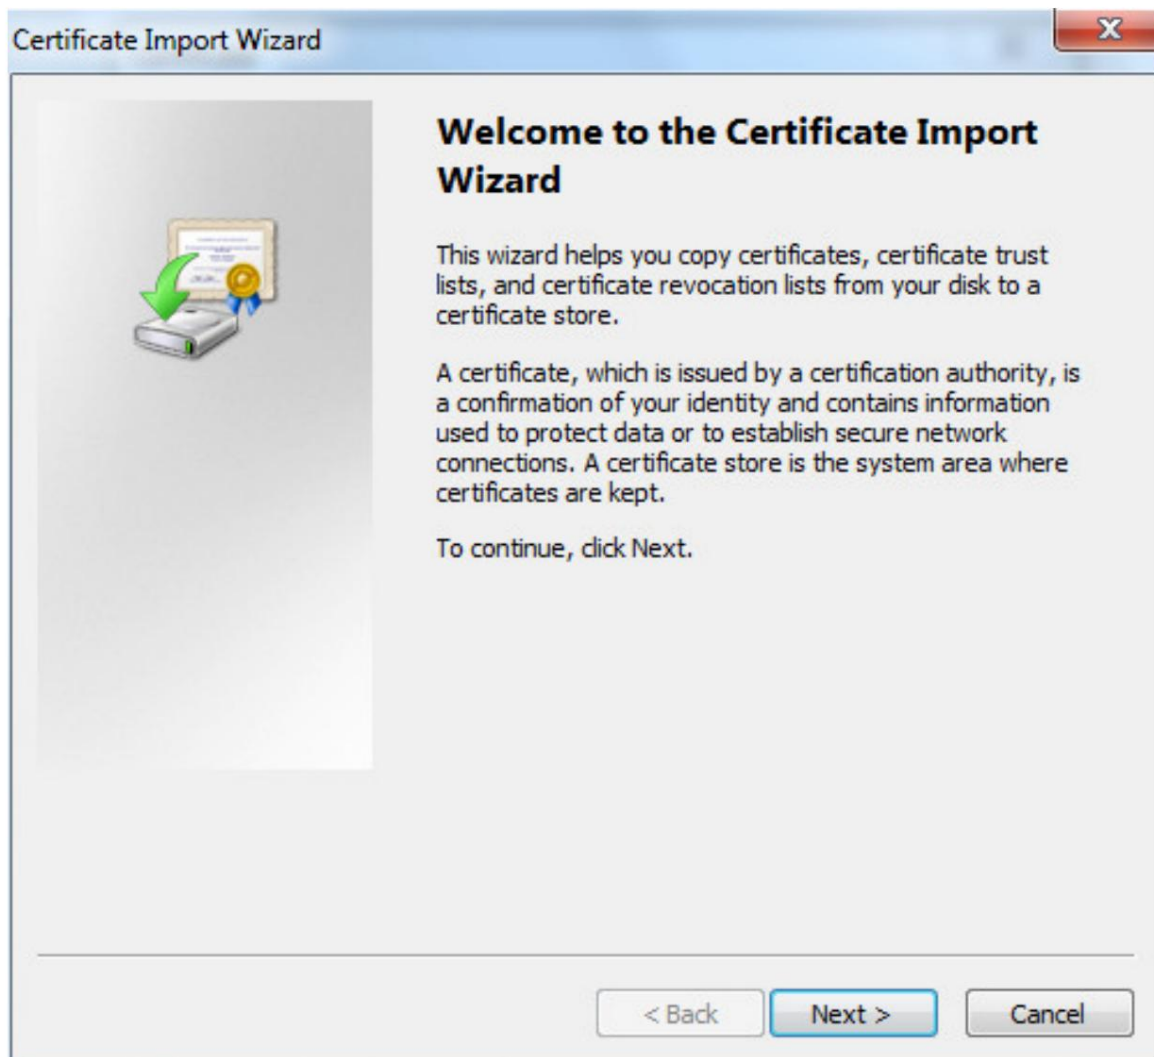 Certificate Import Wizard
Welcome to the Certificate Import
Wizard
This wizard helps you copy certificates, certificate trust
lists, and certificate revocation lists from your disk to a
certificate store.
A certificate, which is issued by a certification authority, is
a confirmation of your identity and contains information
used to protect data or to establish secure network
connections. A certificate store is the system area where
certificates are kept.
To continue, click Next.
< Back
Next >
Cancel